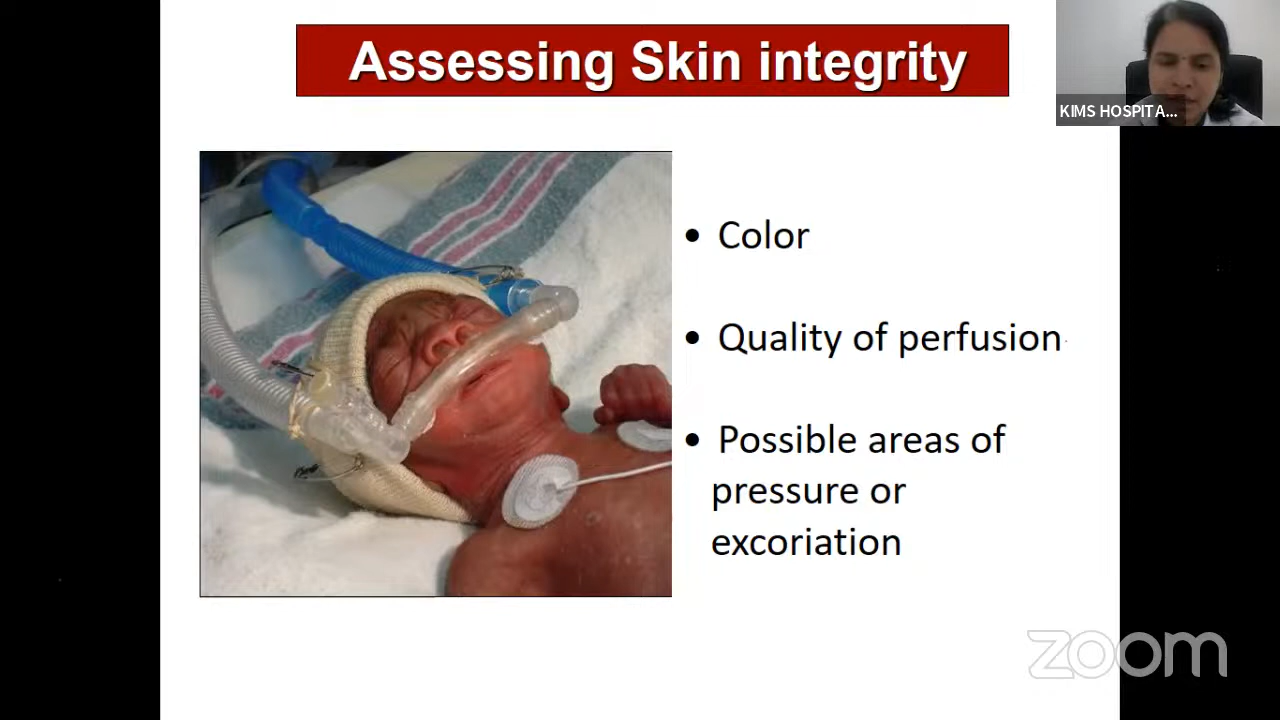 Assessing Skin integrity
KIMS HOSPITA...
• Color
• Quality of perfusion
• Possible areas of
pressure or
excoriation
zoom